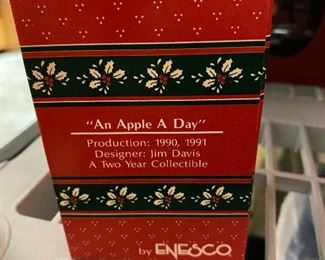 "An Apple A Day"
Production: 1990, 1991
Designer: Jim Davis
A Two Year Collectible
by ENESCO